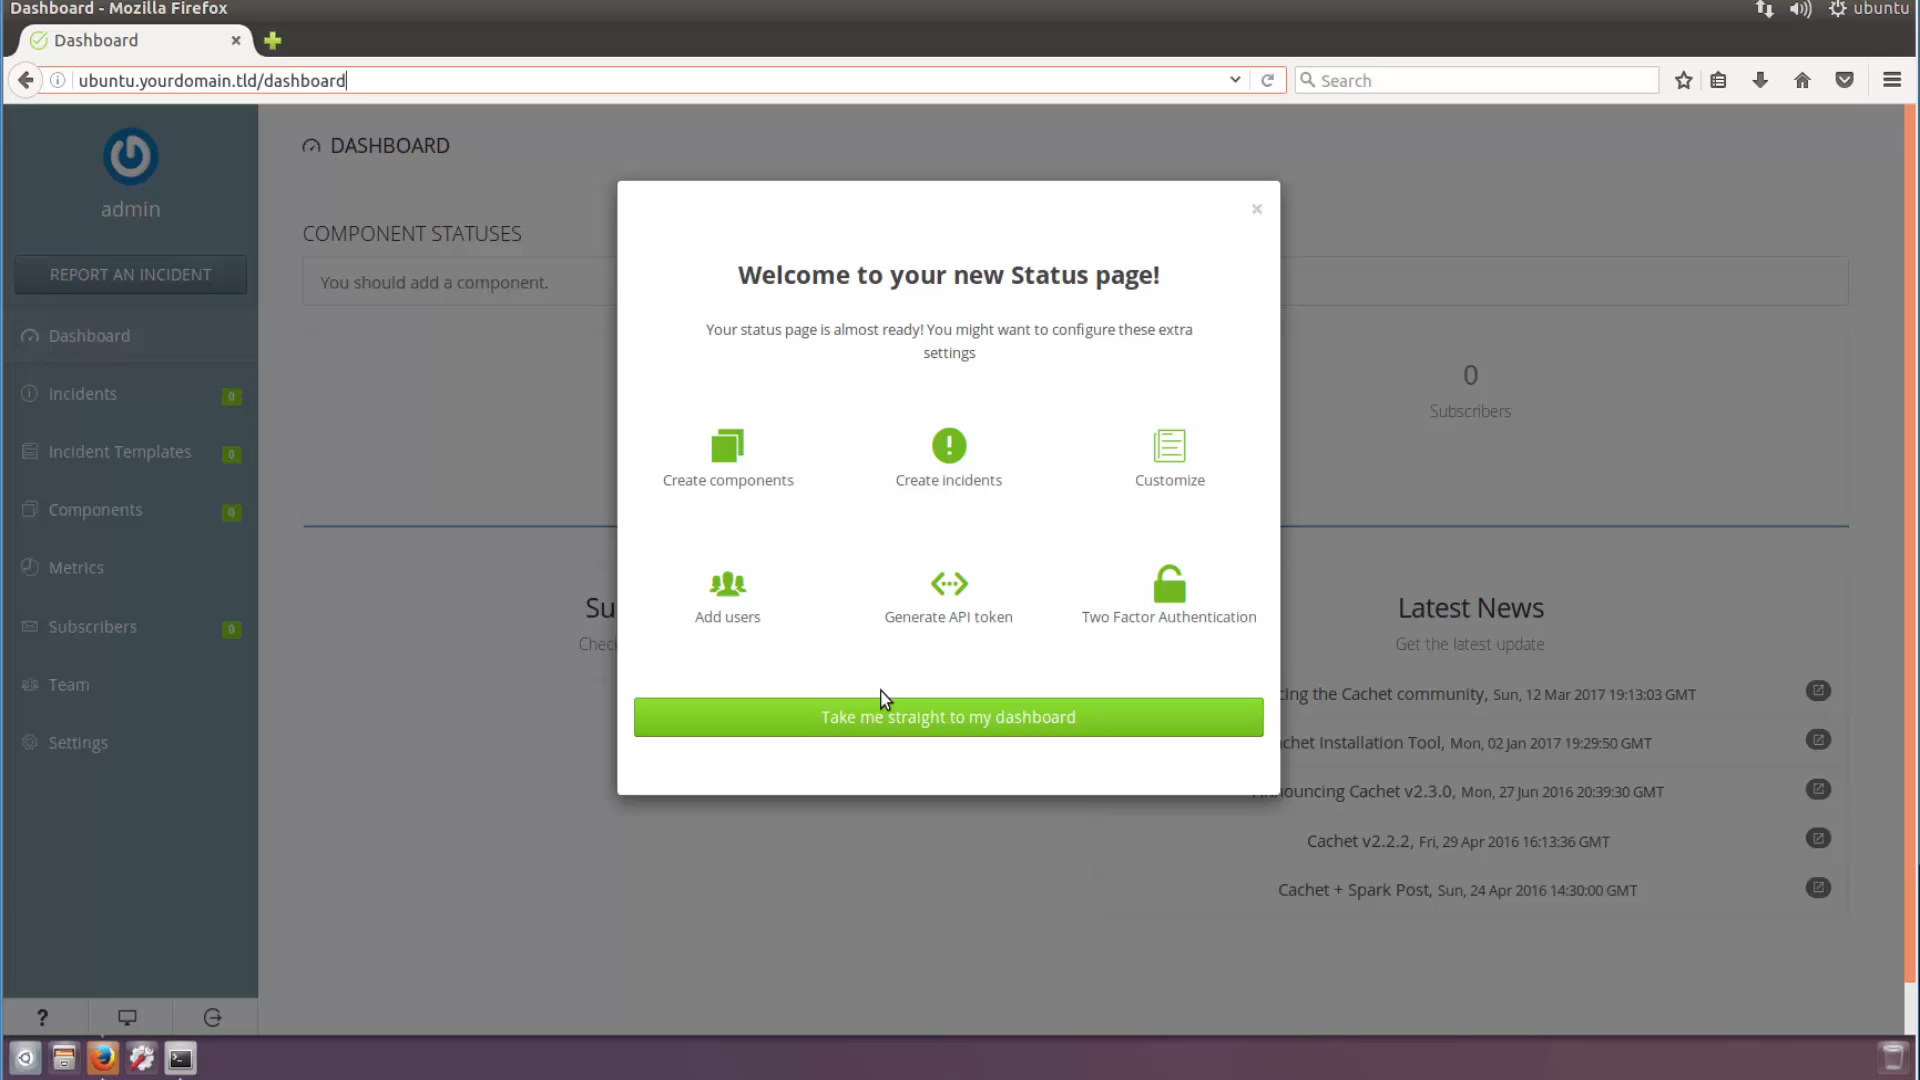 Dashboard - Mozilla Firefox
ubuntu
Dashboard
ubuntu.yourdomain.tld/dashboard
Search
admin
REPORT AN INCIDENT
Dashboard
Incidents 0
Incident Templates 0
Components 0
Metrics
Subscribers 0
Team
Settings
?
DASHBOARD
COMPONENT STATUSES
You should add a component.
0
Subscribers
Su
Chec
Latest News
Get the latest update
cing the Cachet community, Sun, 12 Mar 2017 19:13:03 GMT
chet Installation Tool, Mon, 02 Jan 2017 19:29:50 GMT
nouncing Cachet v2.3.0, Mon, 27 Jun 2016 20:39:30 GMT
Cachet v2.2.2, Fri, 29 Apr 2016 16:13:36 GMT
Cachet + Spark Post, Sun, 24 Apr 2016 14:30:00 GMT
Welcome to your new Status page!
Your status page is almost ready! You might want to configure these extra
settings
Create components
Create incidents
Customize
Add users
Generate API token
Two Factor Authentication
Take me straight to my dashboard